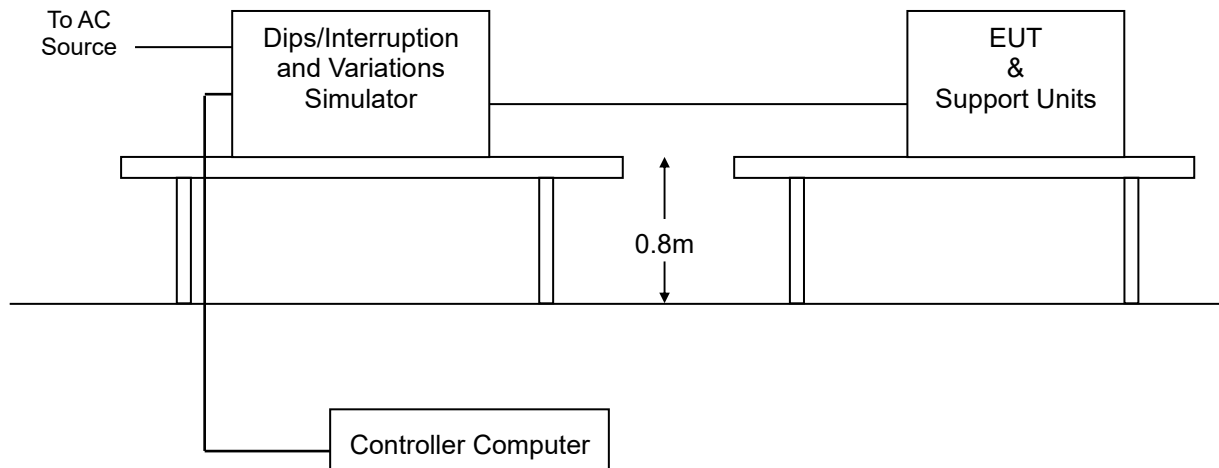 To AC
Source
Dips/Interruption
and Variations
Simulator
EUT
&
Support Units
0.8m
Controller Computer